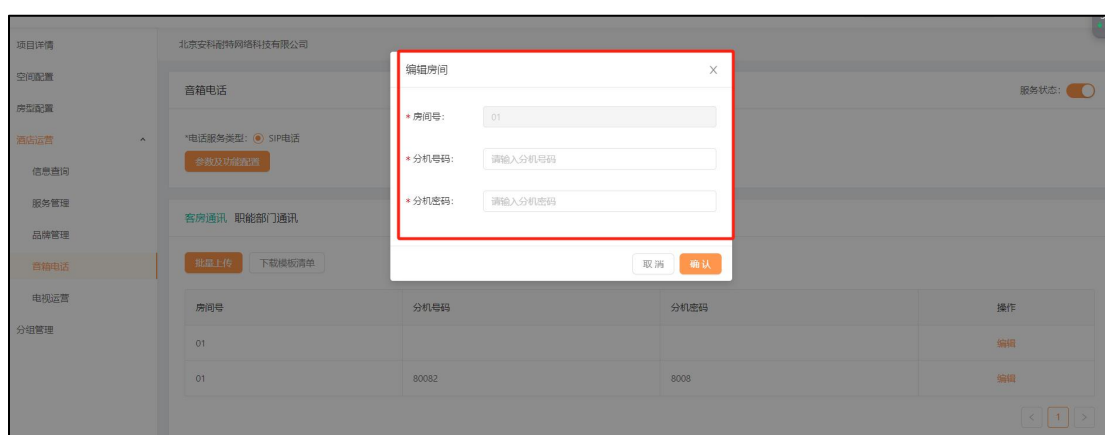 项目详情
空间配置
房型配置
酒店运营
信息查询
服务管理
品牌管理
音箱电话
电视运营
分组管理
北京安科耐特网络科技有限公司
音箱电话
服务状态:
*电话服务类型: SIP电话
参数及功能配置
客房通讯 职能部门通讯
批量上传 下载模板清单
房间号 分机号码 分机密码 操作
01 编辑
01 80082 8008 编辑
< 1 >
编辑房间 X
* 房间号: 01
* 分机号码: 请输入分机号码
* 分机密码: 请输入分机密码
取消 确认